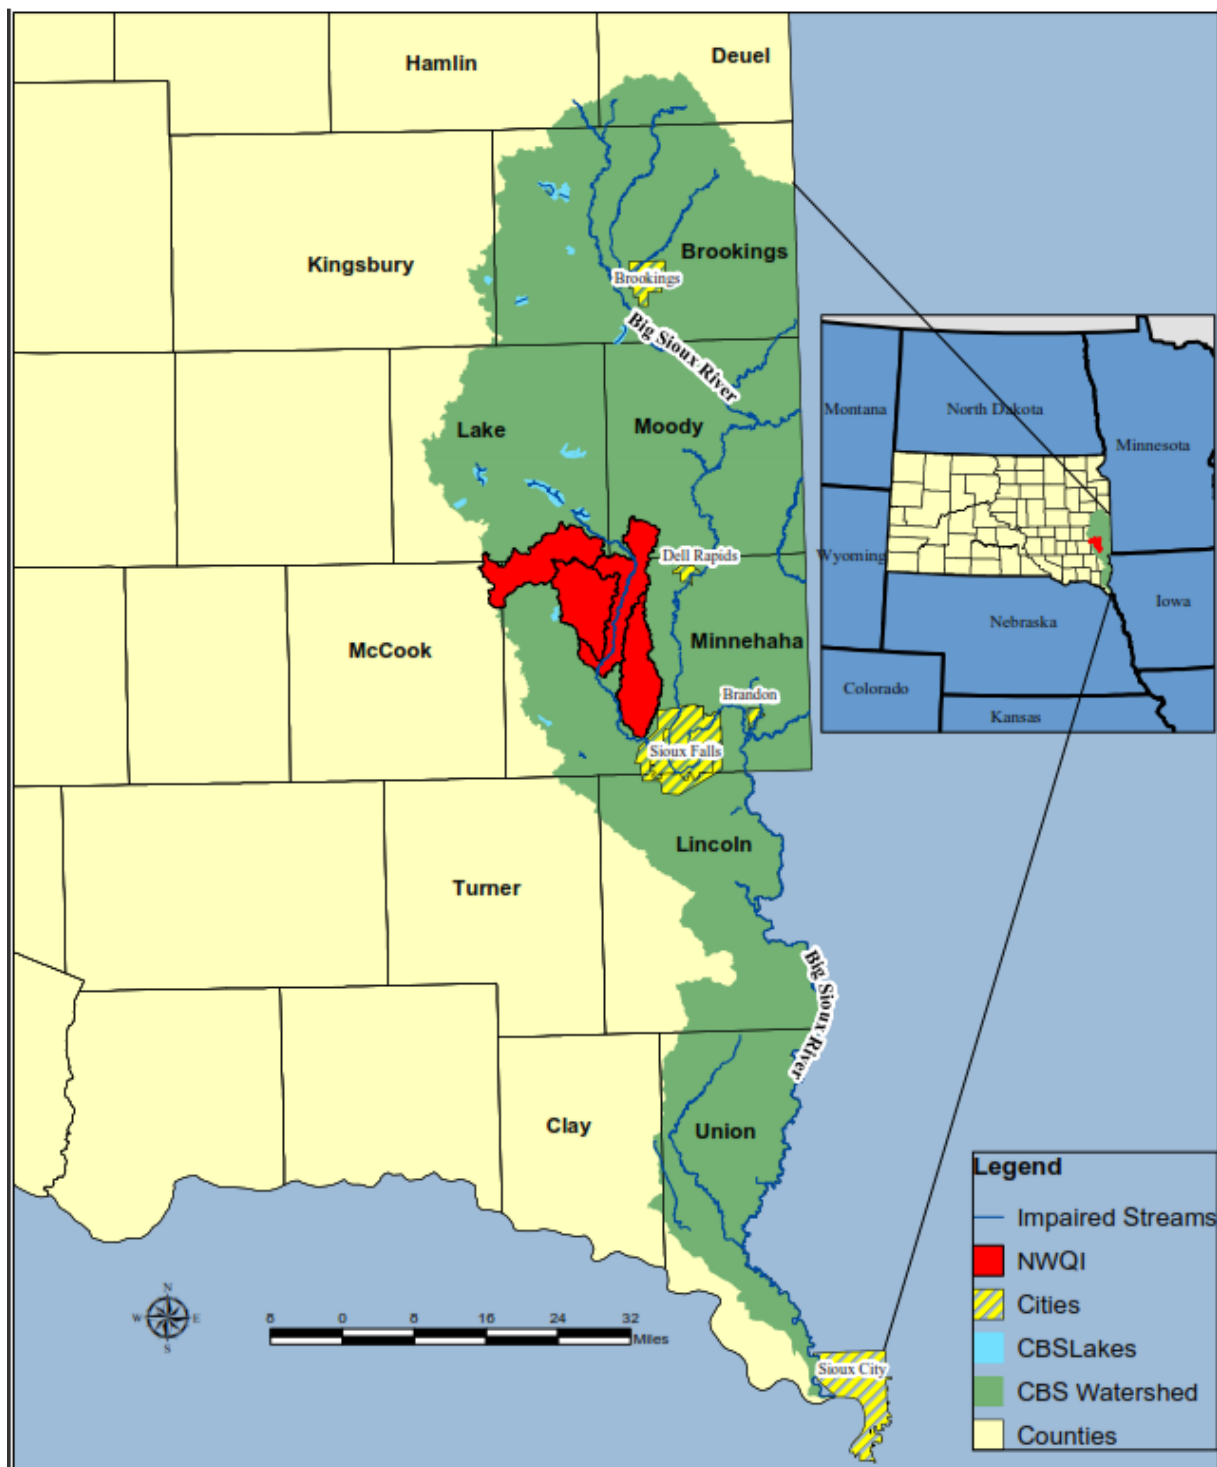 Hamlin
Deuel
Kingsbury
Brookings
Brookings
Big Sioux River
Lake
Moody
Dell Rapids
McCook
Minnehaha
Brandon
Sioux Falls
Lincoln
Turner
Big Sioux River
Clay
Union
Sioux City
Montana
North Dakota
Minnesota
Wyoming
Iowa
Nebraska
Colorado
Kansas
N
W
E
S
8 0 8 16 24 32
Miles
Legend
Impaired Streams
NWQI
Cities
CBSLakes
CBS Watershed
Counties